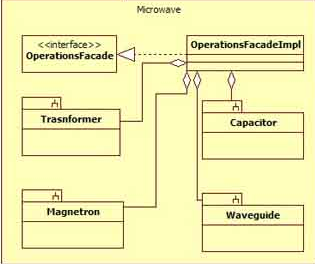 Microwave
<<interface>>
OperationsFacade
OperationsFacadeImpl
Trasnformer
Capacitor
Magnetron
Waveguide